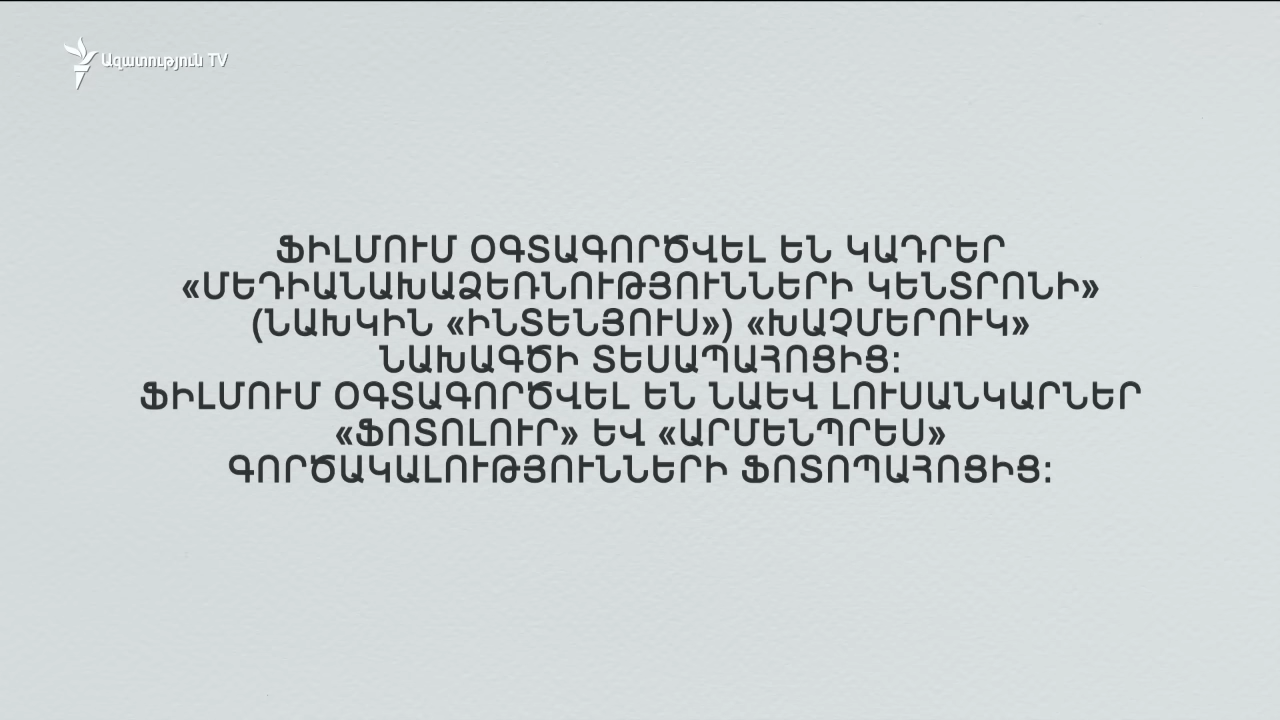 Ազատություն TV
ՖԻԼՄՈՒՄ ՕԳՏԱԳՈՐԾՎԵԼ ԵՆ ԿԱԴՐԵՐ
«ՄԵԴԻԱՆԱԽԱՁԵՌՆՈՒԹՅՈՒՆՆԵՐԻ ԿԵՆՏՐՈՆԻ»
(ՆԱԽԿԻՆ «ԻՆՏԵՆՅՈՒՍ») «ԽԱՉՄԵՐՈՒԿ»
ՆԱԽԱԳԾԻ ՏԵՍԱՊԱՀՈՑԻՑ:
ՖԻԼՄՈՒՄ ՕԳՏԱԳՈՐԾՎԵԼ ԵՆ ՆԱԵՎ ԼՈՒՍԱՆԿԱՐՆԵՐ
«ՖՈՏՈԼՈՒՐ» ԵՎ «ԱՐՄԵՆՊՐԵՍ»
ԳՈՐԾԱԿԱԼՈՒԹՅՈՒՆՆԵՐԻ ՖՈՏՈՊԱՀՈՑԻՑ: